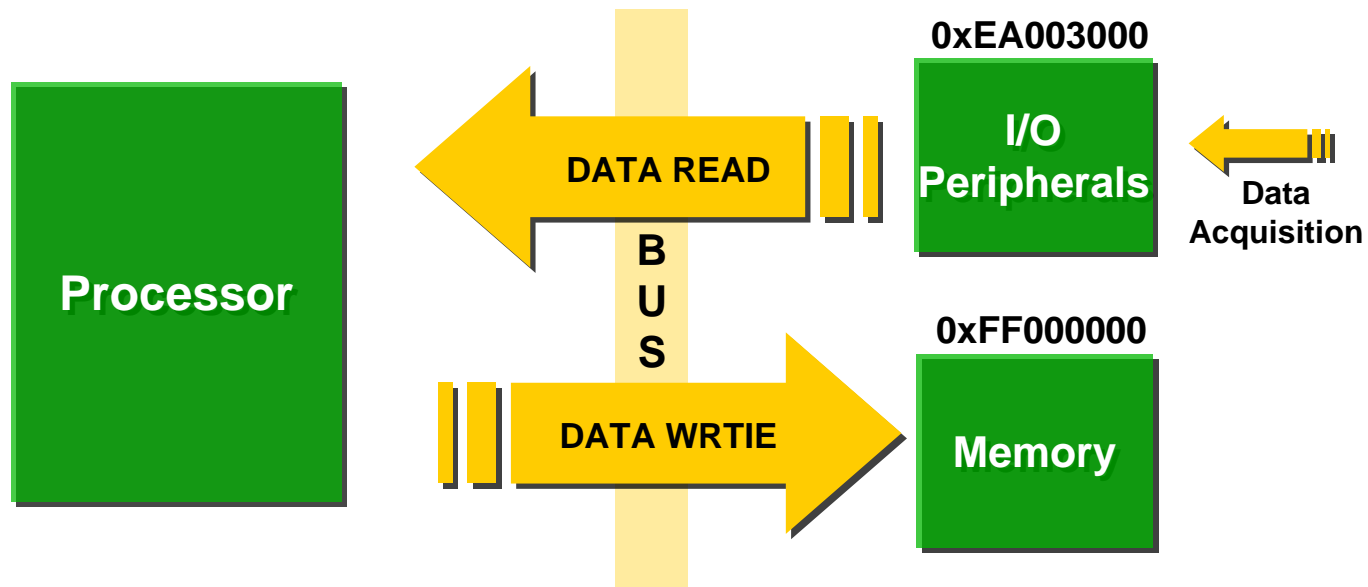 0xEA003000
I/O
Peripherals
DATA READ
Data
Acquisition
B
U
S
Processor
0xFF000000
DATA WRTIE
Memory